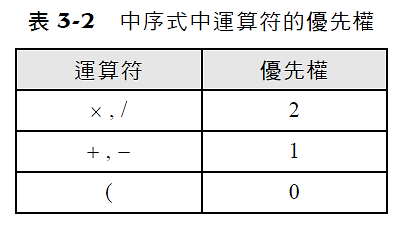 表 3-2 中序式中運算符的優先權
運算符 優先權
× , / 2
+ , − 1
( 0